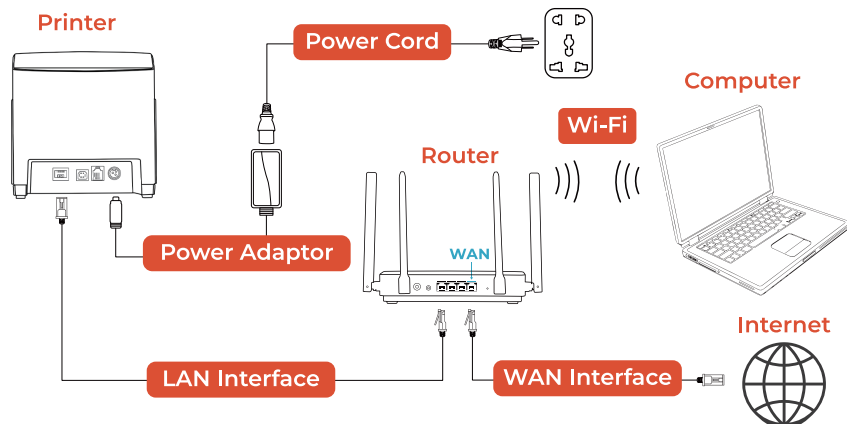 Printer
Power Cord
Computer
Wi-Fi
Router
Power Adaptor
WAN
Internet
LAN Interface
WAN Interface